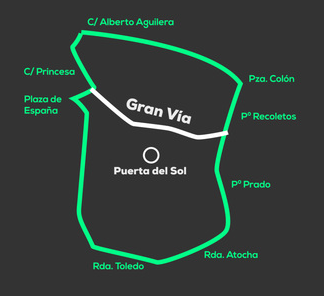 C/ Alberto Aguilera
C/ Princesa
Pza. Colón
Plaza de
España
Gran Vía
Pº Recoletos
Puerta del Sol
Pº Prado
Rda. Atocha
Rda. Toledo